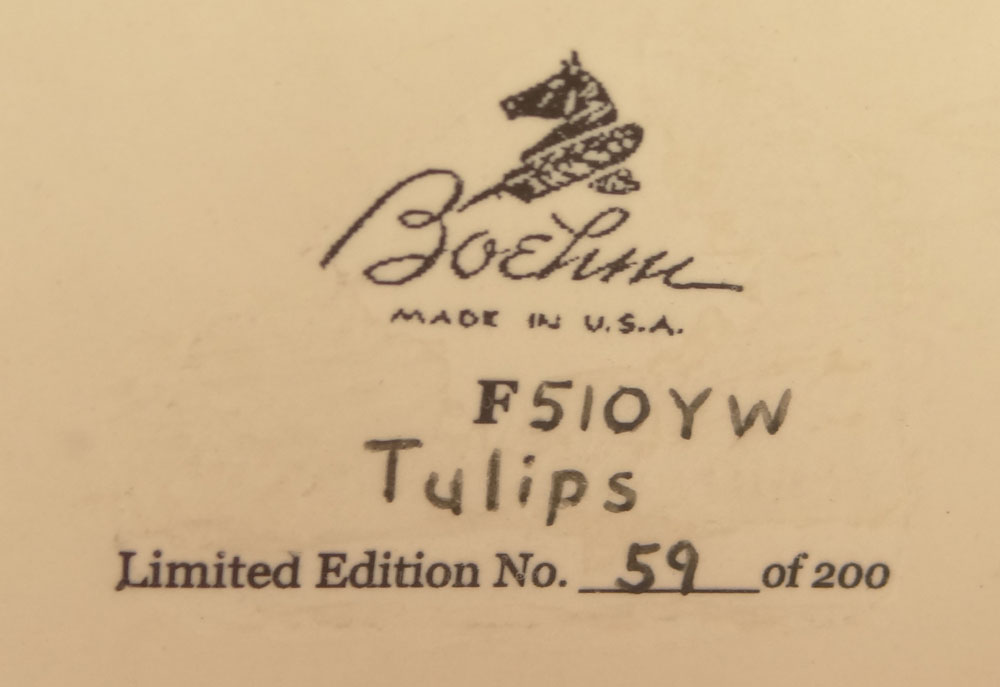 Boehm
MADE IN U.S.A.
F510YW
Tulips
Limited Edition No. 59 of 200